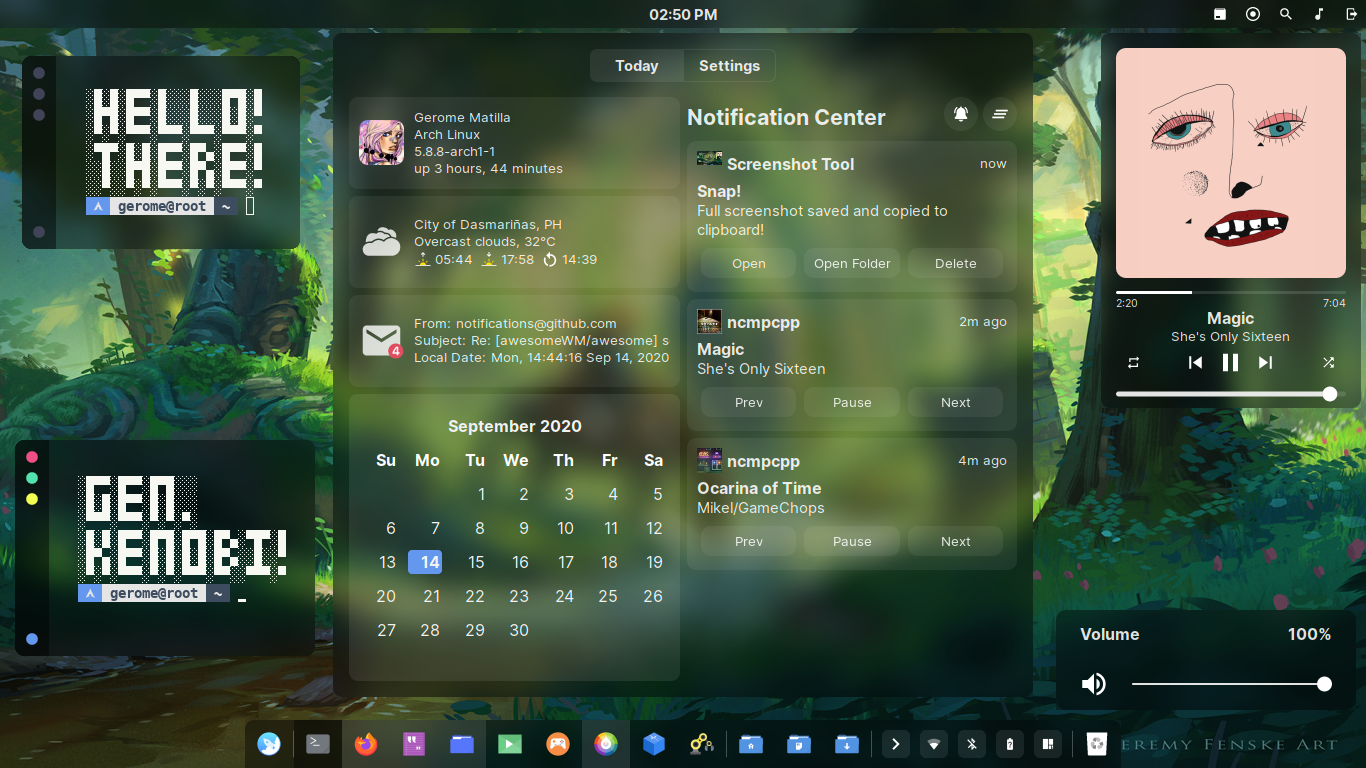 02:50 PM
HELLO!
THERE!
gerome@root ~
GEN.
KENOBI!
gerome@root ~
Today Settings
Gerome Matilla
Arch Linux
5.8.8-arch1-1
up 3 hours, 44 minutes
City of Dasmariñas, PH
Overcast clouds, 32°C
05:44 17:58 14:39
From: notifications@github.com
Subject: Re: [awesomeWM/awesome] s
Local Date: Mon, 14:44:16 Sep 14, 2020
4
September 2020
Su Mo Tu We Th Fr Sa
1 2 3 4 5
6 7 8 9 10 11 12
13 14 15 16 17 18 19
20 21 22 23 24 25 26
27 28 29 30
Notification Center
Screenshot Tool now
Snap!
Full screenshot saved and copied to
clipboard!
Open Open Folder Delete
ncmpcpp 2m ago
Magic
She's Only Sixteen
Prev Pause Next
ncmpcpp 4m ago
Ocarina of Time
Mikel/GameChops
Prev Pause Next
2:20 7:04
Magic
She's Only Sixteen
Volume 100%
EREMY FENSKE ART